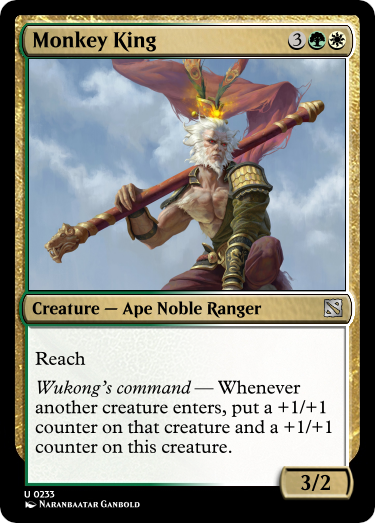 Monkey King 3
Creature — Ape Noble Ranger
Reach
Wukong's command — Whenever
another creature enters, put a +1/+1
counter on that creature and a +1/+1
counter on this creature.
3/2
U 0233
Naranbaatar Ganbold